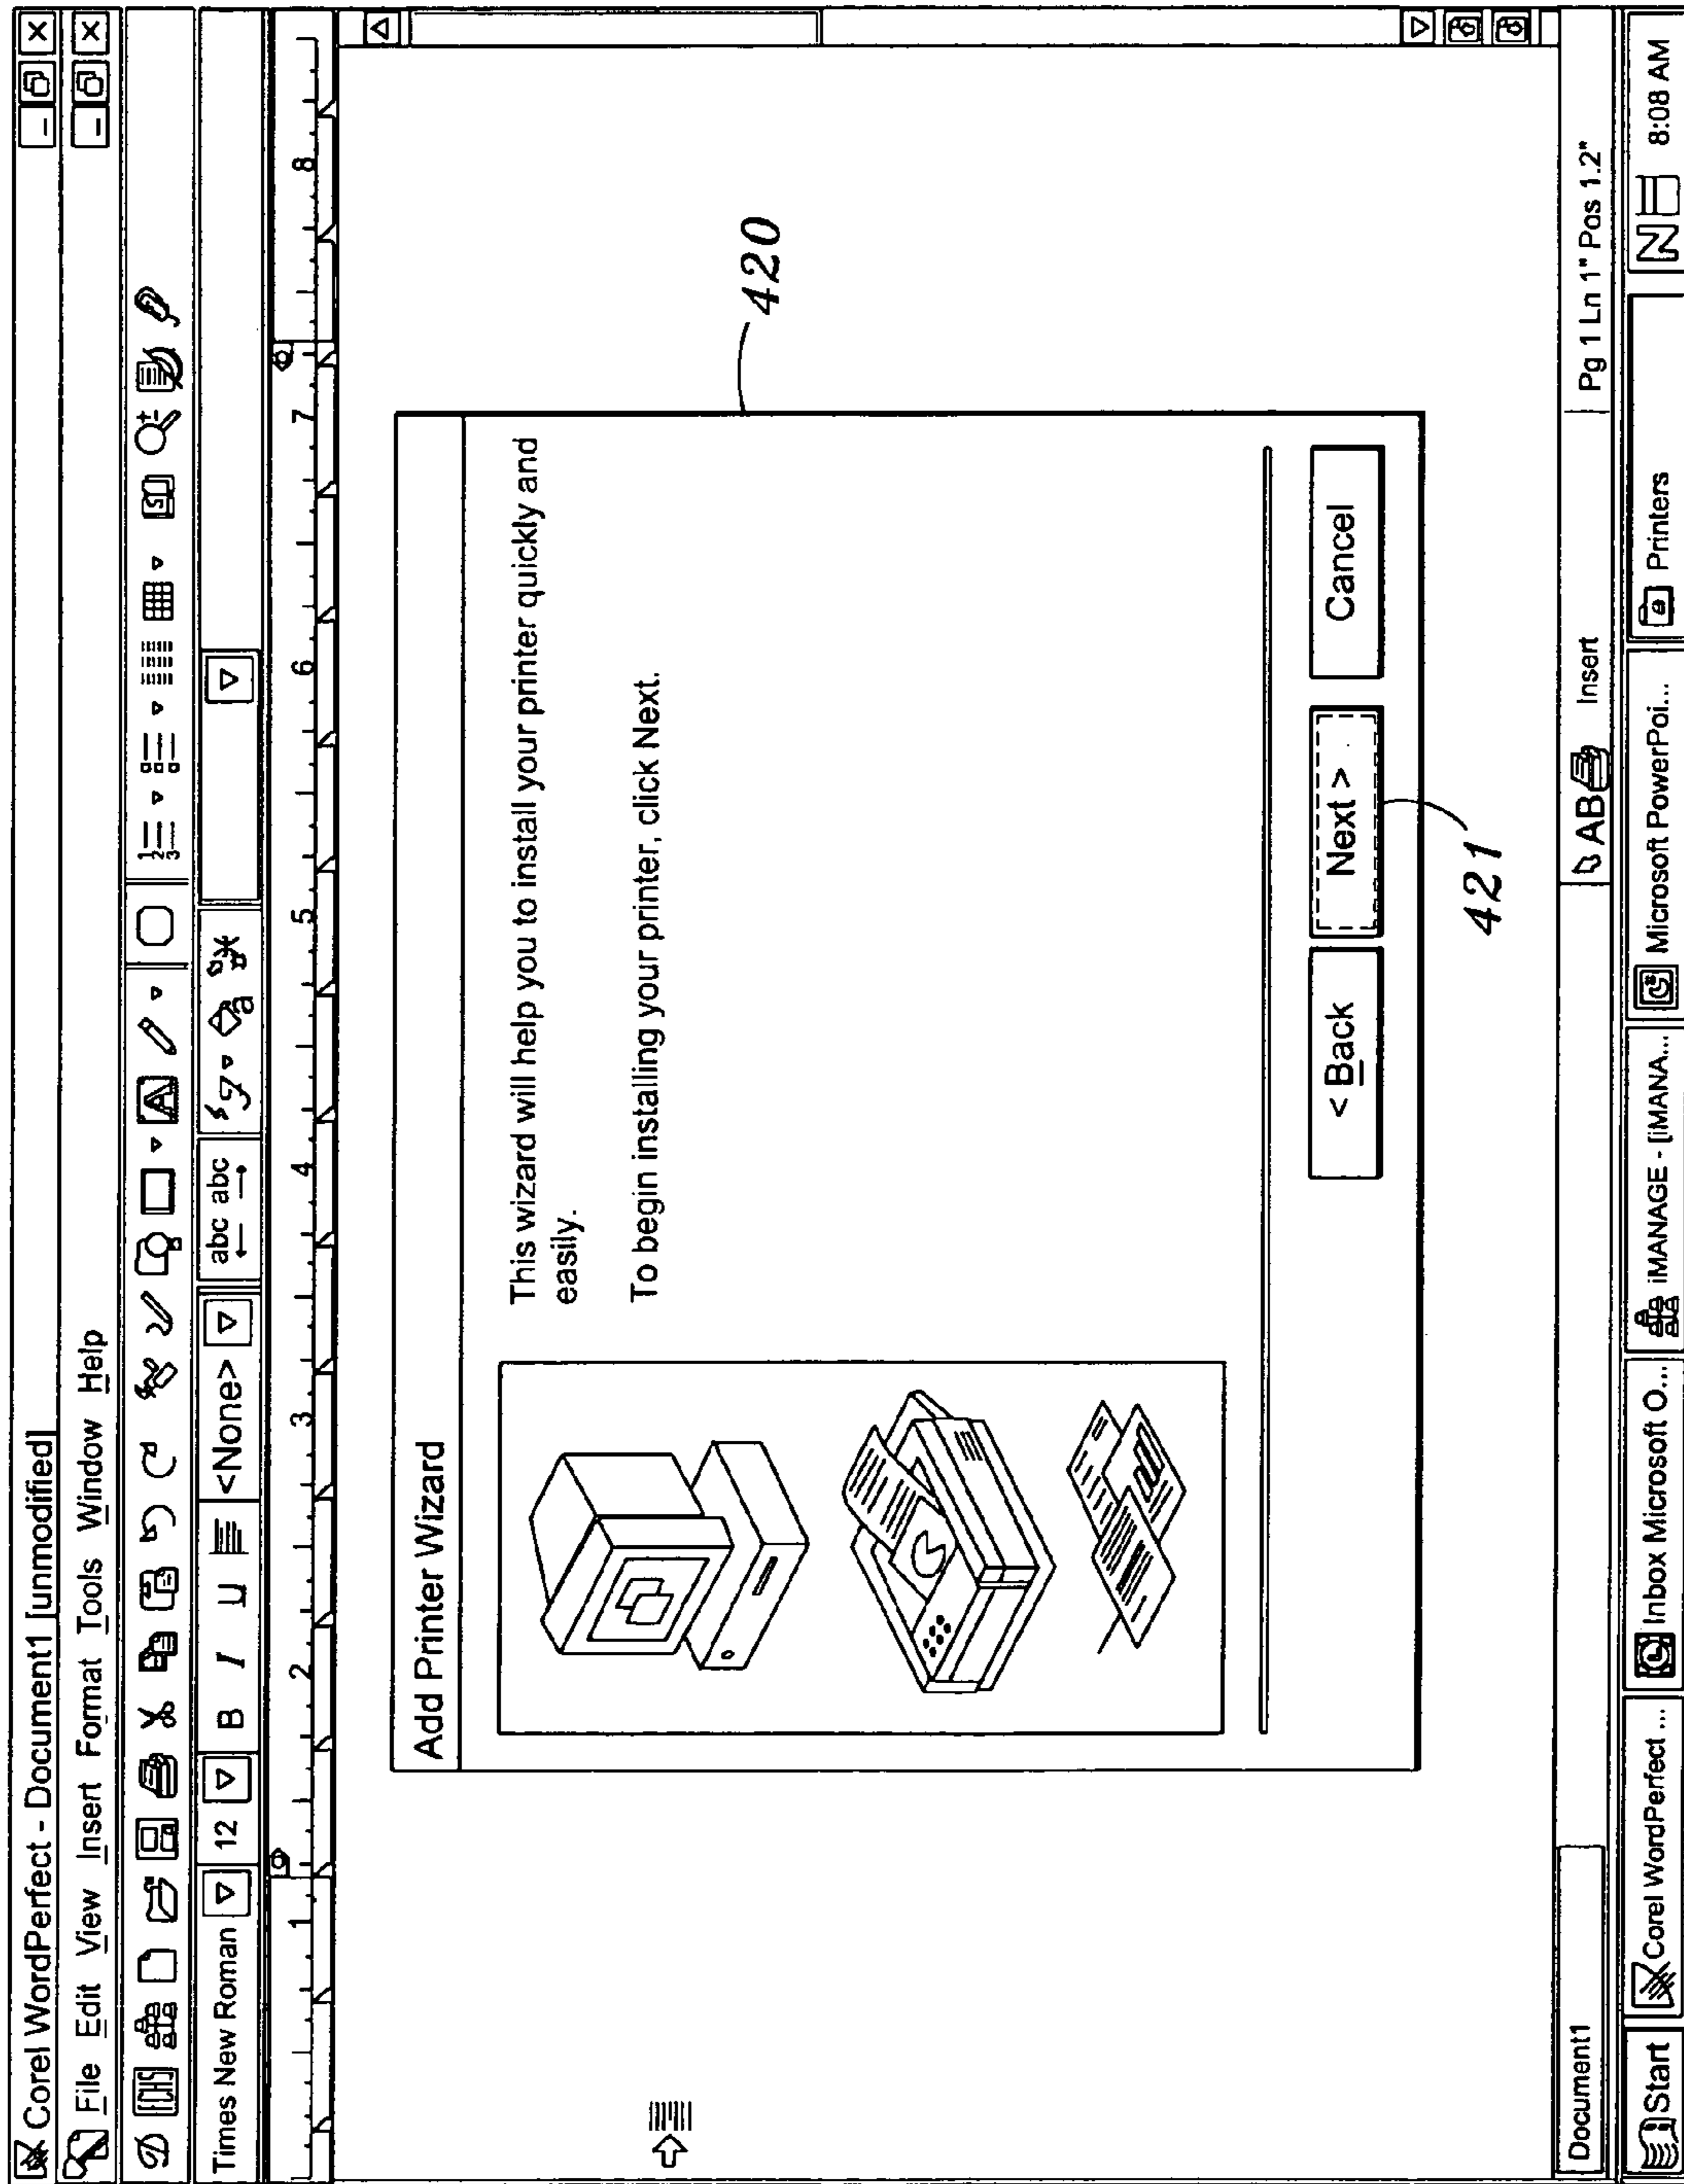 Corel WordPerfect - Document1 [unmodified]
File Edit View Insert Format Tools Window Help
FCHS
Times New Roman 12 B I U <None> abc abc
1 2 3 4 5 6 7 8
Add Printer Wizard
This wizard will help you to install your printer quickly and
easily.
To begin installing your printer, click Next.
420
< Back Next > Cancel
421
Document1 AB Insert Pg 1 Ln 1" Pos 1.2"
Start Corel WordPerfect ... Inbox Microsoft O... iMANAGE - [iMANA... Microsoft PowerPoi... Printers N 8:08 AM